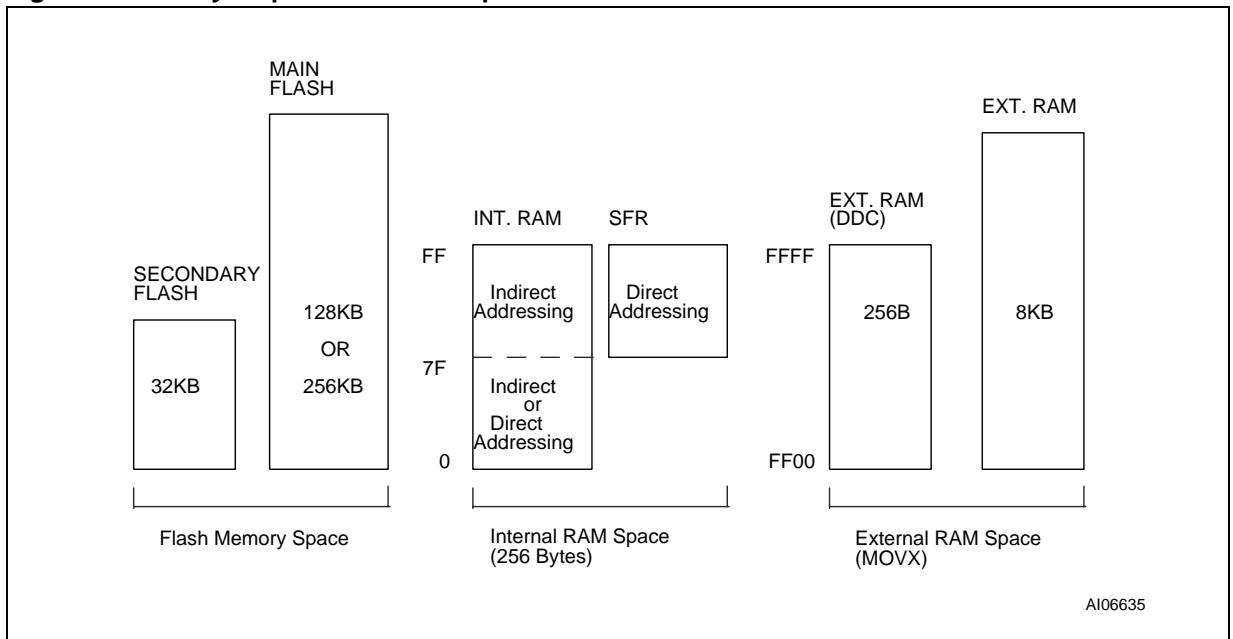 MAIN
FLASH
EXT. RAM
EXT. RAM
(DDC)
INT. RAM
SFR
FF
FFFF
SECONDARY
FLASH
Indirect
Addressing
Direct
Addressing
128KB
OR
256KB
256B
8KB
7F
32KB
Indirect
or
Direct
Addressing
0
FF00
Flash Memory Space
Internal RAM Space
(256 Bytes)
External RAM Space
(MOVX)
AI06635